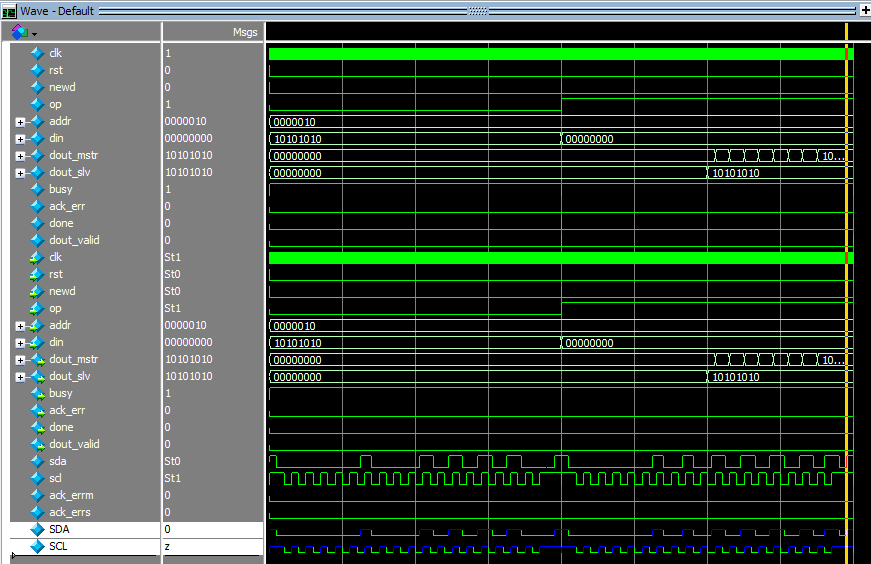 Wave - Default
Msgs
clk 1
rst 0
newd 0
op 1
addr 0000010 0000010
din 00000000 10101010 00000000
dout_mstr 10101010 00000000 10...
dout_slv 10101010 00000000 10101010
busy 1
ack_err 0
done 0
dout_valid 0
clk St1
rst St0
newd St0
op St1
addr 0000010 0000010
din 00000000 10101010 00000000
dout_mstr 10101010 00000000 10...
dout_slv 10101010 00000000 10101010
busy 1
ack_err 0
done 0
dout_valid 0
sda St0
scl St1
ack_errm 0
ack_errs 0
SDA 0
SCL z